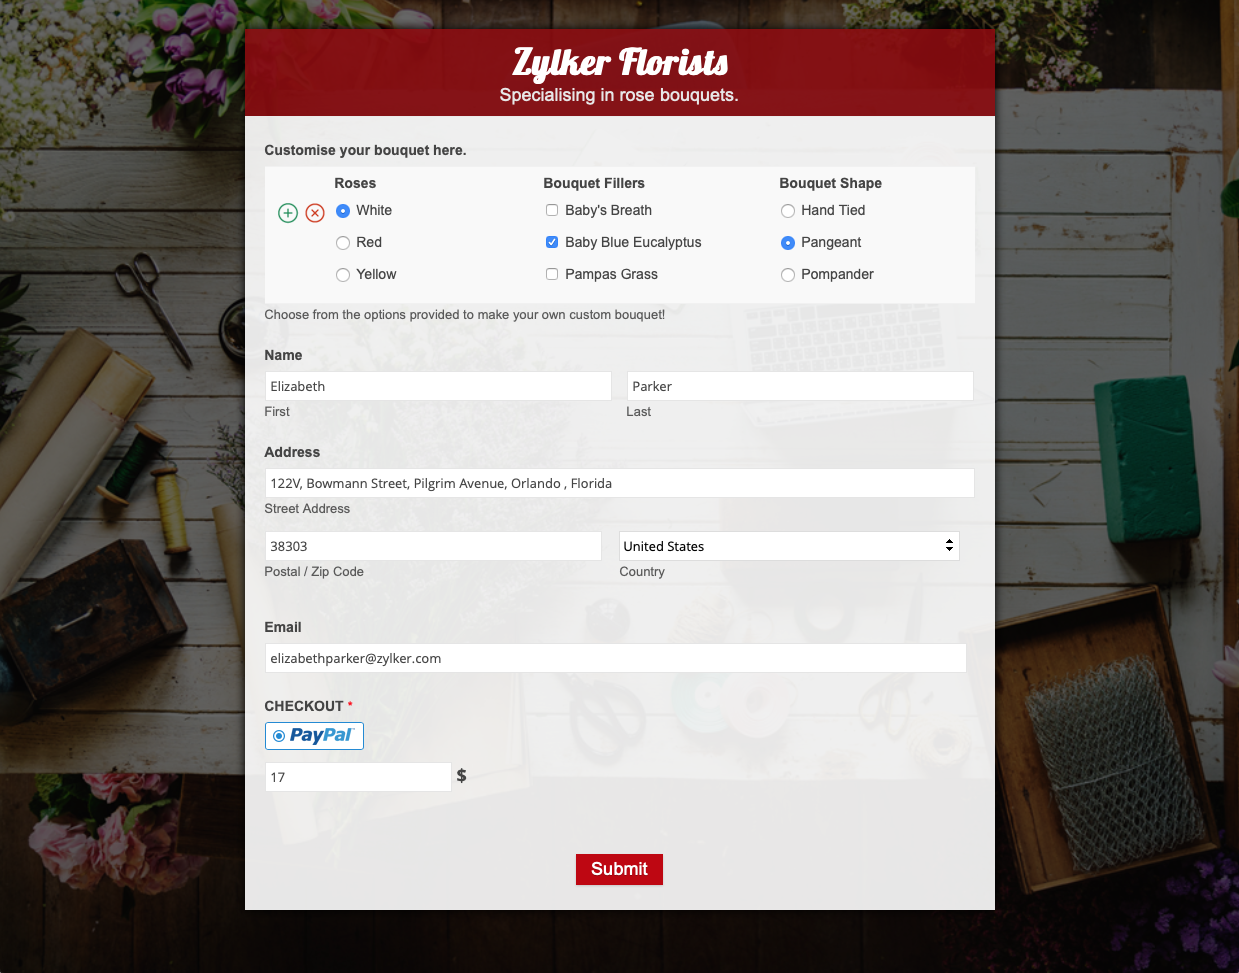 Zylker Florists
Specialising in rose bouquets.
Customise your bouquet here.
Roses Bouquet Fillers Bouquet Shape
White Baby's Breath Hand Tied
Red Baby Blue Eucalyptus Pangeant
Yellow Pampas Grass Pompander
Choose from the options provided to make your own custom bouquet!
Name
Elizabeth Parker
First Last
Address
122V, Bowmann Street, Pilgrim Avenue, Orlando , Florida
Street Address
38303 United States
Postal / Zip Code Country
Email
elizabethparker@zylker.com
CHECKOUT *
PayPal
17 $
Submit